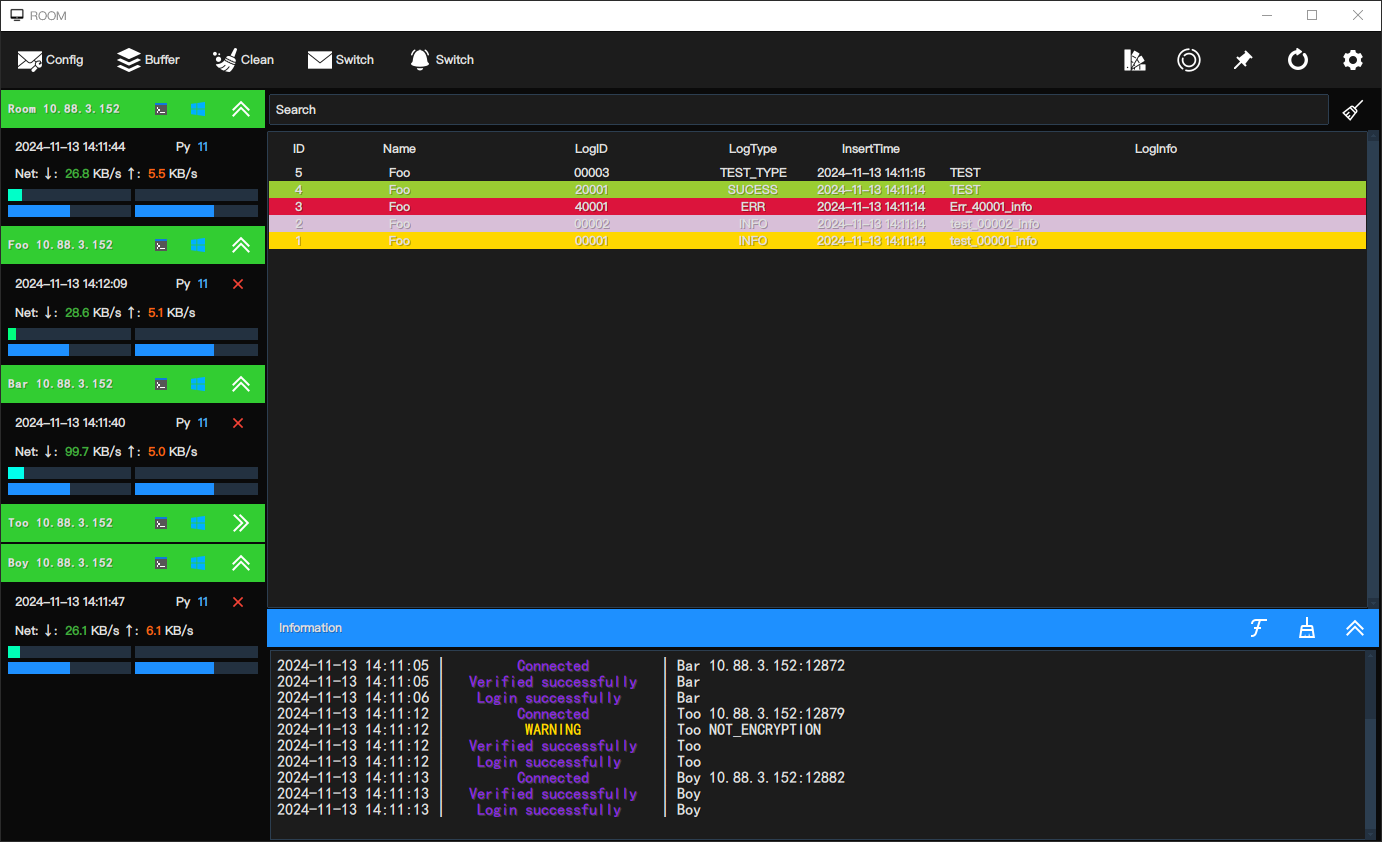 ROOM
Config Buffer Clean Switch Switch
Room 10.88.3.152
2024-11-13 14:11:44 Py 11
Net: ↓: 26.8 KB/s ↑: 5.5 KB/s
Foo 10.88.3.152
2024-11-13 14:12:09 Py 11
Net: ↓: 28.6 KB/s ↑: 5.1 KB/s
Bar 10.88.3.152
2024-11-13 14:11:40 Py 11
Net: ↓: 99.7 KB/s ↑: 5.0 KB/s
Too 10.88.3.152
Boy 10.88.3.152
2024-11-13 14:11:47 Py 11
Net: ↓: 26.1 KB/s ↑: 6.1 KB/s
Search
ID Name LogID LogType InsertTime LogInfo
5 Foo 00003 TEST_TYPE 2024-11-13 14:11:15 TEST
4 Foo 20001 SUCESS 2024-11-13 14:11:14 TEST
3 Foo 40001 ERR 2024-11-13 14:11:14 Err_40001_info
2 Foo 00002 INFO 2024-11-13 14:11:14 test_00002_info
1 Foo 00001 INFO 2024-11-13 14:11:14 test_00001_info
Information
2024-11-13 14:11:05 | Connected | Bar 10.88.3.152:12872
2024-11-13 14:11:05 | Verified successfully | Bar
2024-11-13 14:11:06 | Login successfully | Bar
2024-11-13 14:11:12 | Connected | Too 10.88.3.152:12879
2024-11-13 14:11:12 | WARNING | Too NOT_ENCRYPTION
2024-11-13 14:11:12 | Verified successfully | Too
2024-11-13 14:11:12 | Login successfully | Too
2024-11-13 14:11:13 | Connected | Boy 10.88.3.152:12882
2024-11-13 14:11:13 | Verified successfully | Boy
2024-11-13 14:11:13 | Login successfully | Boy